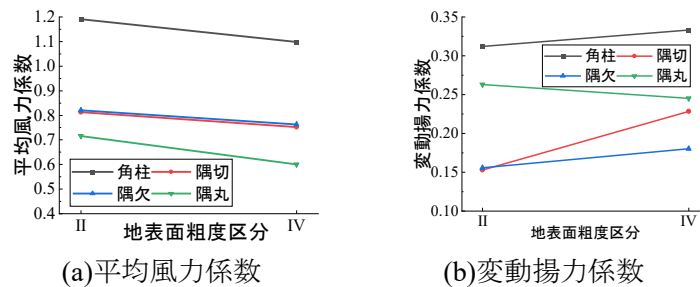 平均風力係数
1.2
1.1
1.0
0.9
0.8
0.7
0.6
0.5
0.4
角柱 隅切
隅欠 隅丸
II IV
地表面粗度区分
(a)平均風力係数
変動揚力係数
0.35
0.30
0.25
0.20
0.15
0.10
角柱 隅切
隅欠 隅丸
II IV
地表面粗度区分
(b)変動揚力係数